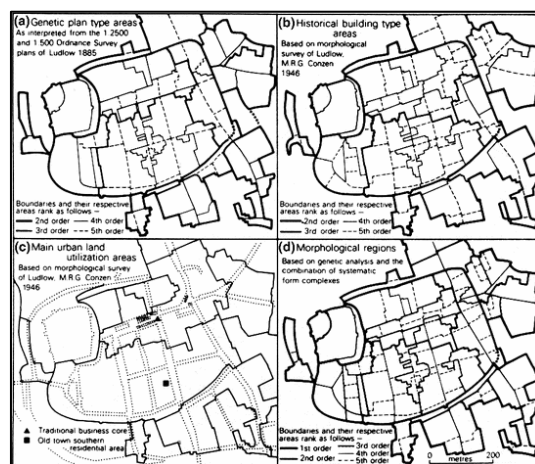 (a) Genetic plan type areas
As interpreted from the 1:2500
and 1:500 Ordnance Survey
plans of Ludlow 1885
Boundaries and their respective
areas rank as follows –
2nd order
4th order
3rd order
5th order
(b) Historical building type
areas
Based on morphological
survey of Ludlow,
M.R.G. Conzen
1946
Boundaries and their respective
areas rank as follows –
2nd order
4th order
3rd order
5th order
(c) Main urban land
utilization areas
Based on morphological survey
of Ludlow, M.R.G. Conzen
1946
Traditional business core
Old town southern
residential area
(d) Morphological regions
Based on genetic analysis and the
combination of systematic
form complexes
Boundaries and their respective
areas rank as follows –
1st order
2nd order
3rd order
4th order
5th order
0 metres 200